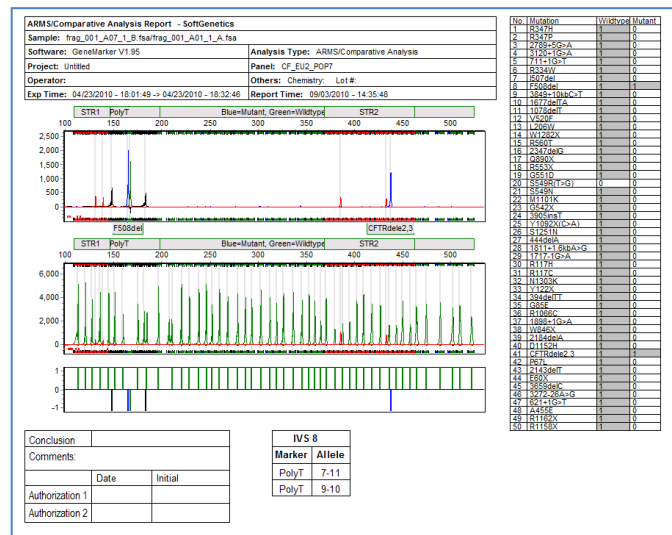 ARMS/Comparative Analysis Report - SoftGenetics
Sample: frag_001_A07_1_B.fsa/frag_001_A01_1_A.fsa
Software: GeneMarker V1.95 Analysis Type: ARMS/Comparative Analysis
Project: Untitled Panel: CF_EU2_POP7
Operator: Others: Chemistry: Lot#:
Exp Time: 04/23/2010 - 18:01:49 -> 04/23/2010 - 18:32:46 Report Time: 09/03/2010 - 14:35:48
STR1 PolyT Blue=Mutant, Green=Wildtype STR2
100 150 200 250 300 350 400 450 500
2,500
2,000
1,500
1,000
500
0
F508del CFTRdele2,3
STR1 PolyT Blue=Mutant, Green=Wildtype STR2
100 150 200 250 300 350 400 450 500
6,000
4,000
2,000
0
1
0
-1
Conclusion
Comments:
Date Initial
Authorization 1
Authorization 2
IVS 8
Marker Allele
PolyT 7-11
PolyT 9-10
No. Mutation Wildtype Mutant
1 R347H 1 0
2 R347P 1 0
3 2789+5G>A 1 0
4 3120+1G>A 1 0
5 711+1G>T 1 0
6 R334W 1 0
7 I507del 1 0
8 F508del 1 1
9 3849+10kbC>T 1 0
10 1677delTA 1 0
11 1078delT 1 0
12 V520F 1 0
13 L206W 1 0
14 W1282X 1 0
15 R560T 1 0
16 2347delG 1 0
17 Q890X 1 0
18 R553X 1 0
19 G551D 1 0
20 S549R(T>G) 0 0
21 S549N 1 0
22 M1101K 1 0
23 G542X 1 0
24 3905insT 1 0
25 Y1092X(C>A) 1 0
26 S1251N 1 0
27 444delA 1 0
28 1811+1.6kbA>G 1 0
29 1717-1G>A 1 0
30 R117H 1 0
31 R117C 1 0
32 N1303K 1 0
33 Y122X 1 0
34 394delTT 1 0
35 G85E 1 0
36 R1066C 1 0
37 1898+1G>A 1 0
38 W846X 1 0
39 2184delA 1 0
40 D1152H 1 0
41 CFTRdele2,3 1 1
42 P67L 1 0
43 2143delT 1 0
44 E60X 1 0
45 3659delC 1 0
46 3272-26A>G 1 0
47 621+1G>T 1 0
48 A455E 1 0
49 R1162X 1 0
50 R1158X 1 0